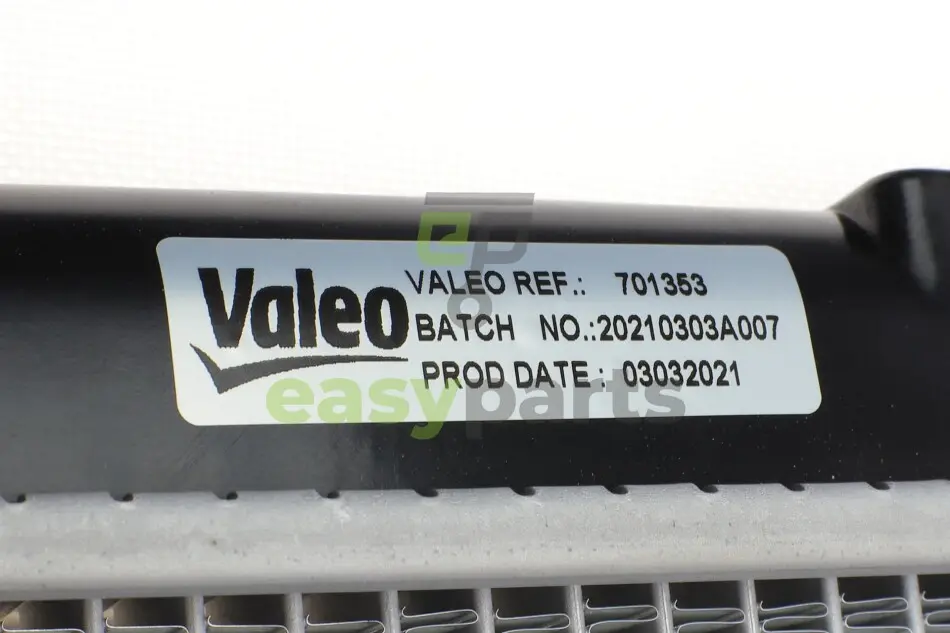 Valeo
VALEO REF.: 701353
BATCH NO.:20210303A007
PROD DATE: 03032021
easyparts